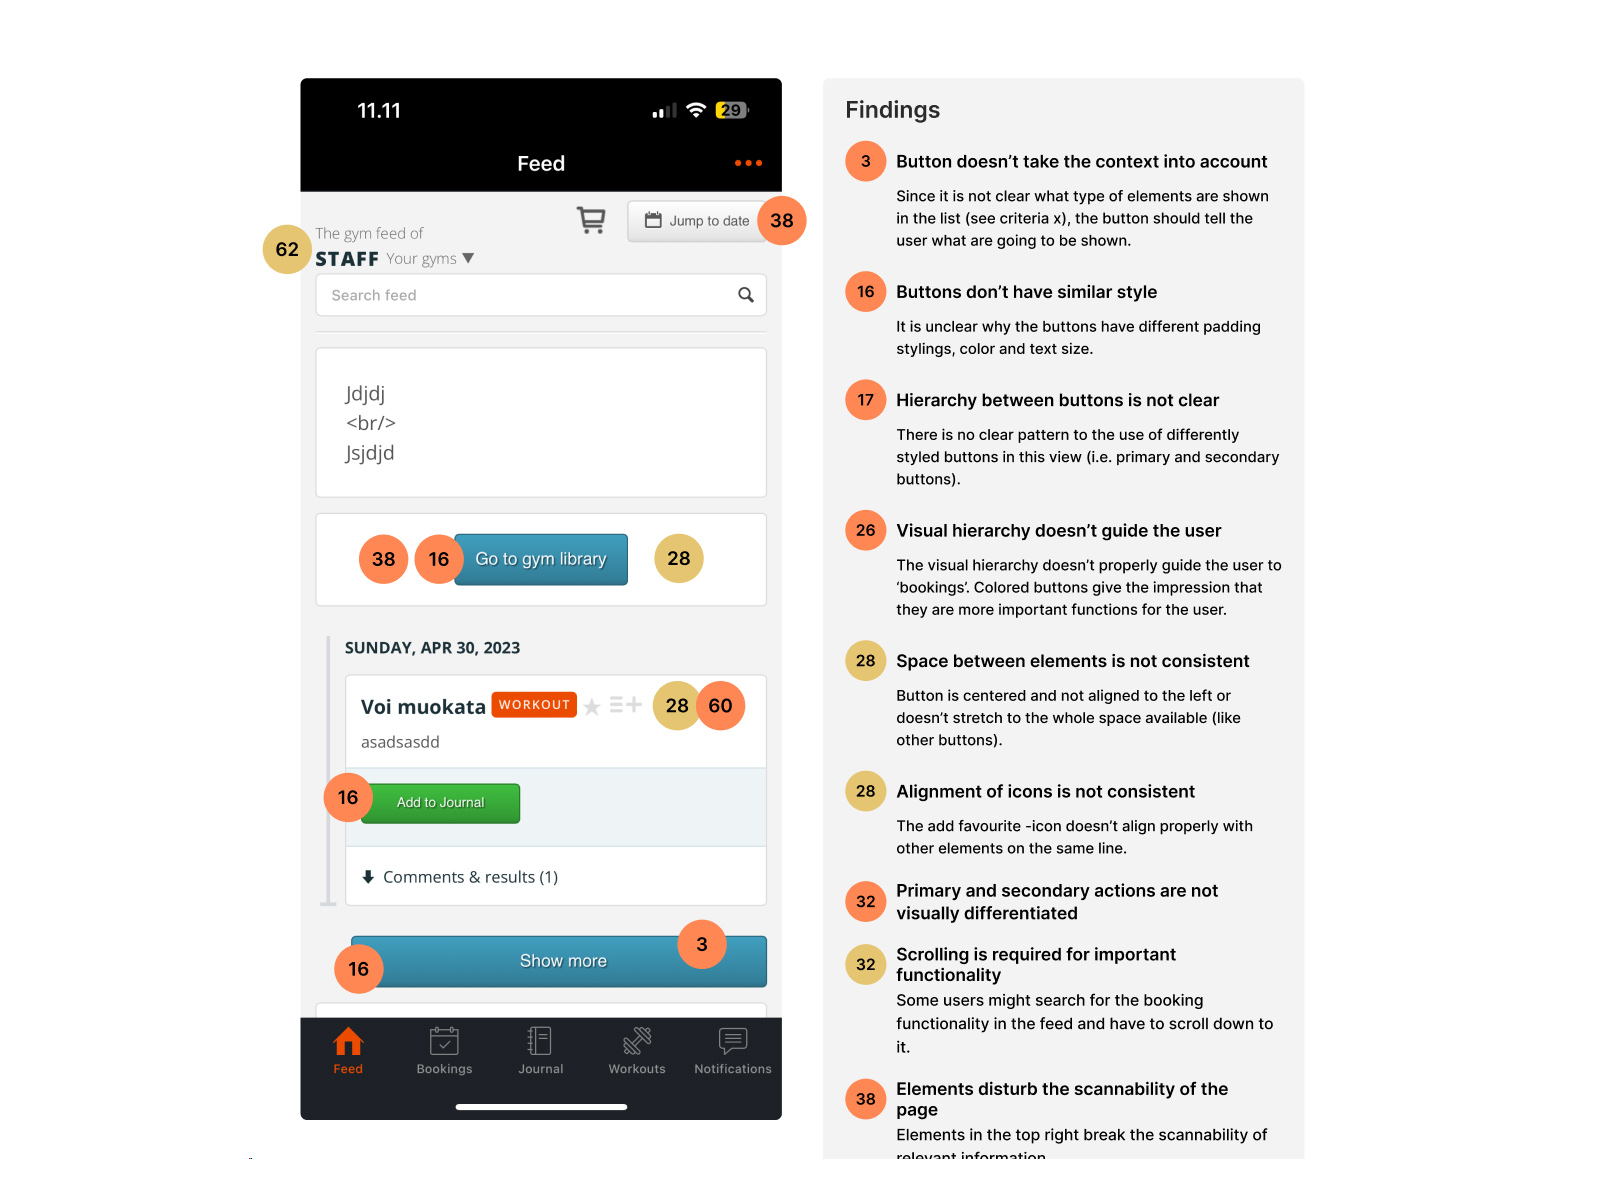 11.11
29
Feed
The gym feed of
Jump to date
38
62
STAFF Your gyms ▼
Search feed
Jdjdj
<br/>
Jsjdjd
38
16
Go to gym library
28
SUNDAY, APR 30, 2023
Voi muokata
WORKOUT
28
60
asadsasdd
16
Add to Journal
Comments & results (1)
3
Show more
16
Feed
Bookings
Journal
Workouts
Notifications
Findings
3 Button doesn’t take the context into account
Since it is not clear what type of elements are shown
in the list (see criteria x), the button should tell the
user what are going to be shown.
16 Buttons don’t have similar style
It is unclear why the buttons have different padding
stylings, color and text size.
17 Hierarchy between buttons is not clear
There is no clear pattern to the use of differently
styled buttons in this view (i.e. primary and secondary
buttons).
26 Visual hierarchy doesn’t guide the user
The visual hierarchy doesn’t properly guide the user to
‘bookings’. Colored buttons give the impression that
they are more important functions for the user.
28 Space between elements is not consistent
Button is centered and not aligned to the left or
doesn’t stretch to the whole space available (like
other buttons).
28 Alignment of icons is not consistent
The add favourite -icon doesn’t align properly with
other elements on the same line.
32 Primary and secondary actions are not
visually differentiated
32 Scrolling is required for important
functionality
Some users might search for the booking
functionality in the feed and have to scroll down to
it.
38 Elements disturb the scannability of the
page
Elements in the top right break the scannability of
relevant information